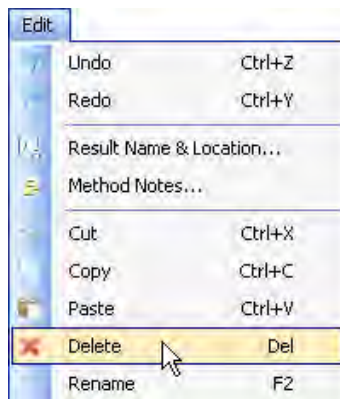 Edit
Undo Ctrl+Z
Redo Ctrl+Y
Result Name & Location...
Method Notes...
Cut Ctrl+X
Copy Ctrl+C
Paste Ctrl+V
Delete Del
Rename F2